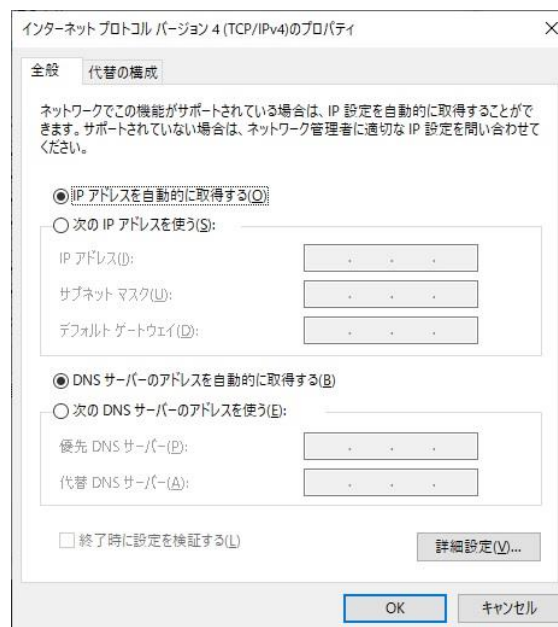 インターネット プロトコル バージョン 4 (TCP/IPv4)のプロパティ
全般
代替の構成
ネットワークでこの機能がサポートされている場合は、IP 設定を自動的に取得することがで
きます。サポートされていない場合は、ネットワーク管理者に適切な IP 設定を問い合わせて
ください。
IP アドレスを自動的に取得する(O)
次の IP アドレスを使う(S):
IP アドレス(I):
サブネット マスク(U):
デフォルト ゲートウェイ(D):
DNS サーバーのアドレスを自動的に取得する(B)
次の DNS サーバーのアドレスを使う(E):
優先 DNS サーバー(P):
代替 DNS サーバー(A):
終了時に設定を検証する(L)
詳細設定(V)...
OK
キャンセル